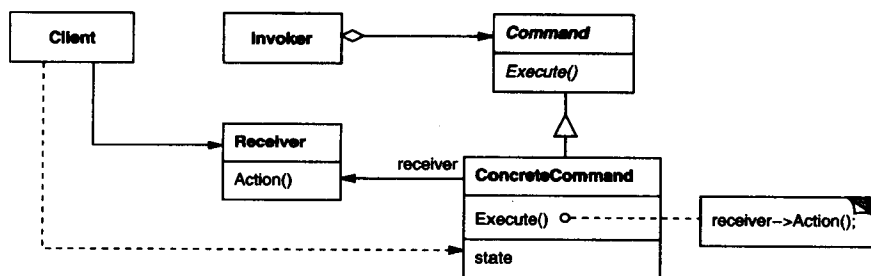 Client
Invoker
Command
Execute()
Receiver
Action()
receiver
ConcreteCommand
Execute()
receiver->Action();
state